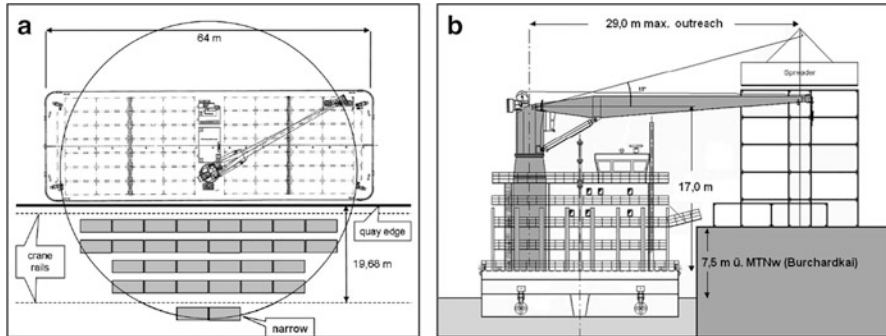 a
64 m
quay edge
crane
rails
19,68 m
narrow
b
29,0 m max. outreach
Spreader
17,0 m
7,5 m ü. MTNw (Burchardkai)